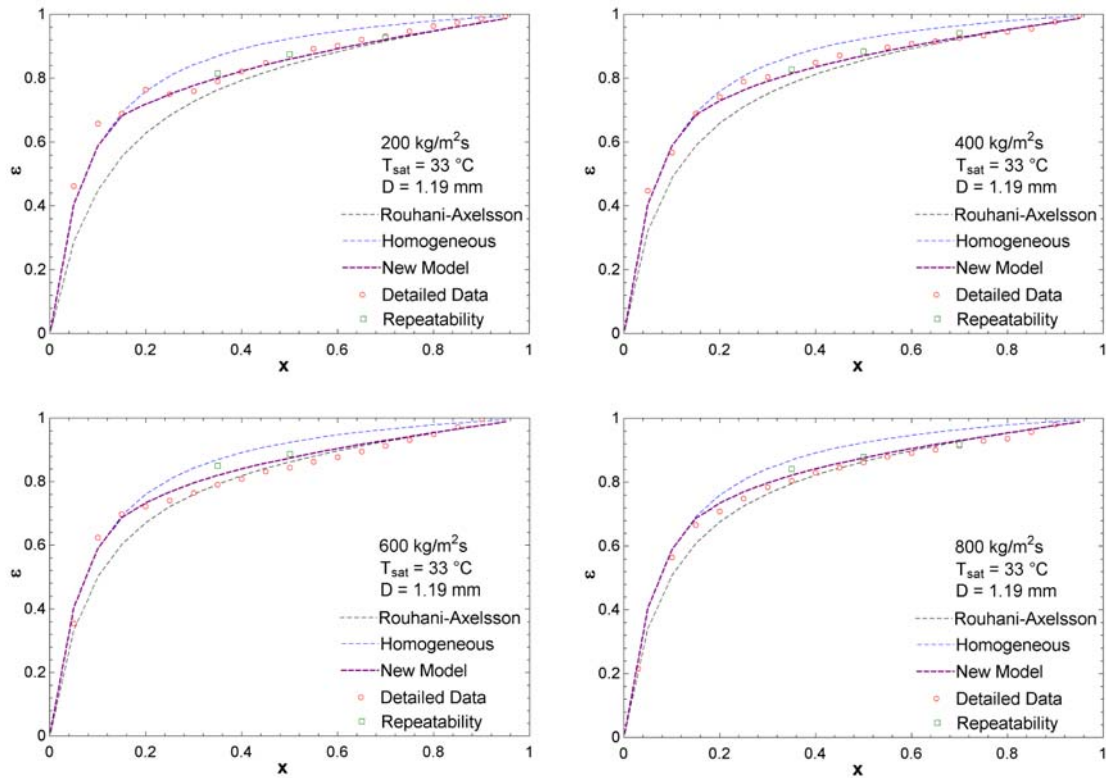 1
0.8
0.6
0.4
0.2
0
ε
200 kg/m²s
T_sat = 33 °C
D = 1.19 mm
Rouhani-Axelsson
Homogeneous
New Model
Detailed Data
Repeatability
0 0.2 0.4 0.6 0.8 1
x
1
0.8
0.6
0.4
0.2
0
ε
400 kg/m²s
T_sat = 33 °C
D = 1.19 mm
Rouhani-Axelsson
Homogeneous
New Model
Detailed Data
Repeatability
0 0.2 0.4 0.6 0.8 1
x
1
0.8
0.6
0.4
0.2
0
ε
600 kg/m²s
T_sat = 33 °C
D = 1.19 mm
Rouhani-Axelsson
Homogeneous
New Model
Detailed Data
Repeatability
0 0.2 0.4 0.6 0.8 1
x
1
0.8
0.6
0.4
0.2
0
ε
800 kg/m²s
T_sat = 33 °C
D = 1.19 mm
Rouhani-Axelsson
Homogeneous
New Model
Detailed Data
Repeatability
0 0.2 0.4 0.6 0.8 1
x